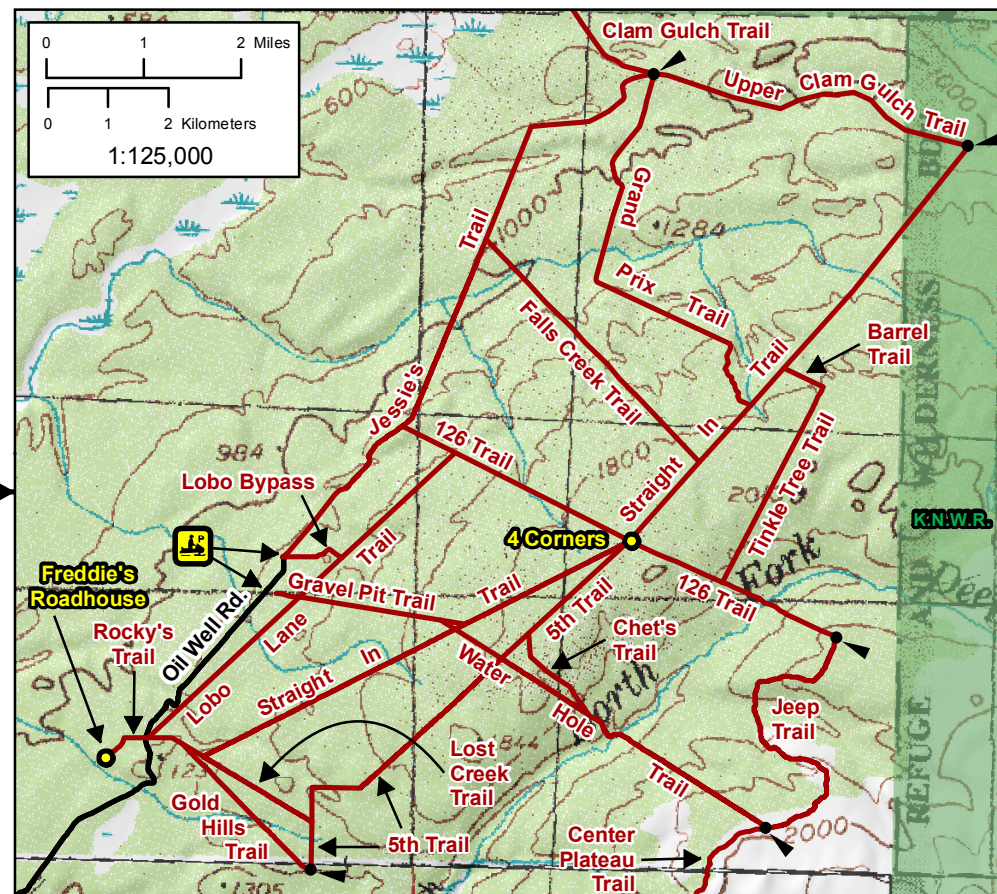 0 1 2 Miles
0 1 2 Kilometers
1:125,000
584
600
Clam Gulch Trail
Upper Clam Gulch Trail
Grand Prix Trail
1284
1000
Jessie's Trail
Falls Creek Trail
Barrel
Trail
WILDERNESS
126 Trail
984
1800
Straight In Trail
Tinkle Tree Trail
Lobo Bypass
K.N.W.R.
4 Corners
Fork
Freddie's
Roadhouse
Gravel Pit Trail
126 Trail
Rocky's
Trail
Oil Well Rd.
Lobo Lane Trail
Straight In Trail
5th Trail
Chet's
Trail
Water Hole Trail
Jeep
Trail
REFUGE
Lost
Creek
Trail
Gold
Hills
Trail
5th Trail
Center
Plateau
Trail
2000
1305